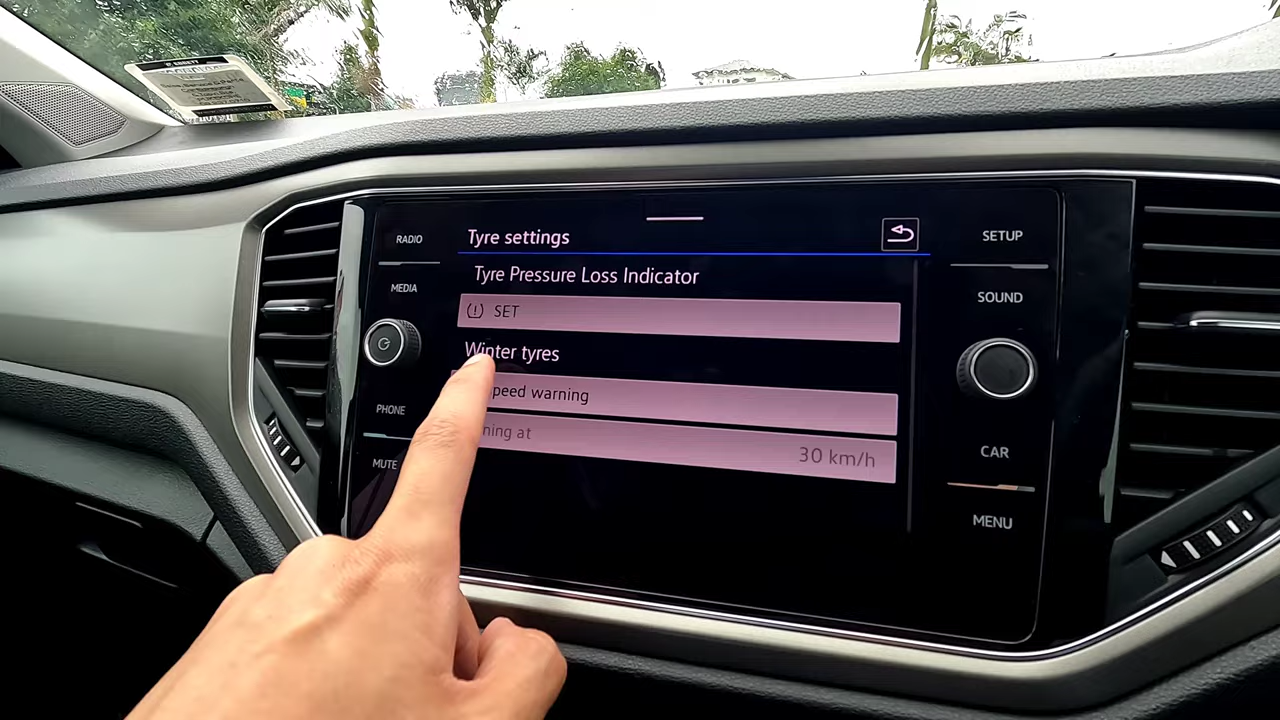 RADIO
MEDIA
PHONE
MUTE
Tyre settings
Tyre Pressure Loss Indicator
(!) SET
Winter tyres
peed warning
ning at
30 km/h
SETUP
SOUND
CAR
MENU